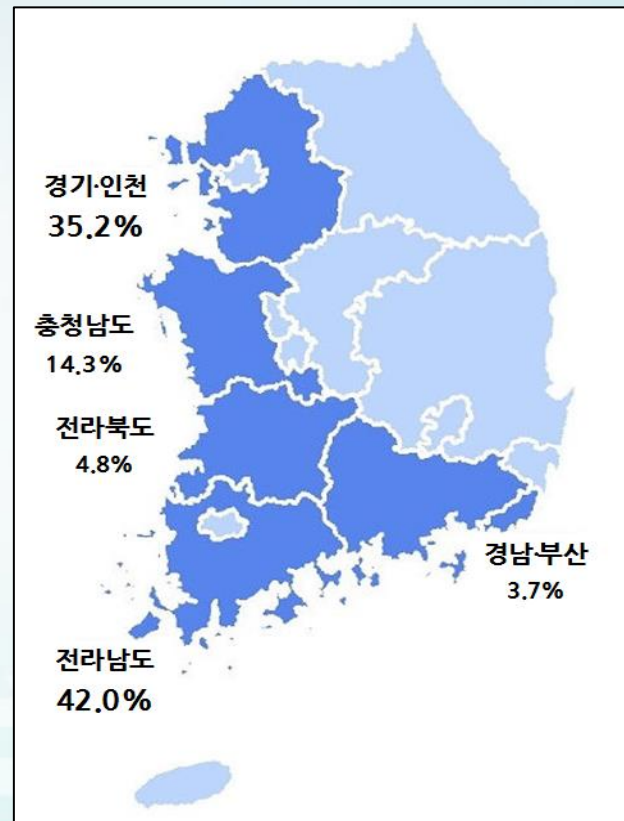 경기·인천
35.2%
충청남도
14.3%
전라북도
4.8%
경남·부산
3.7%
전라남도
42.0%